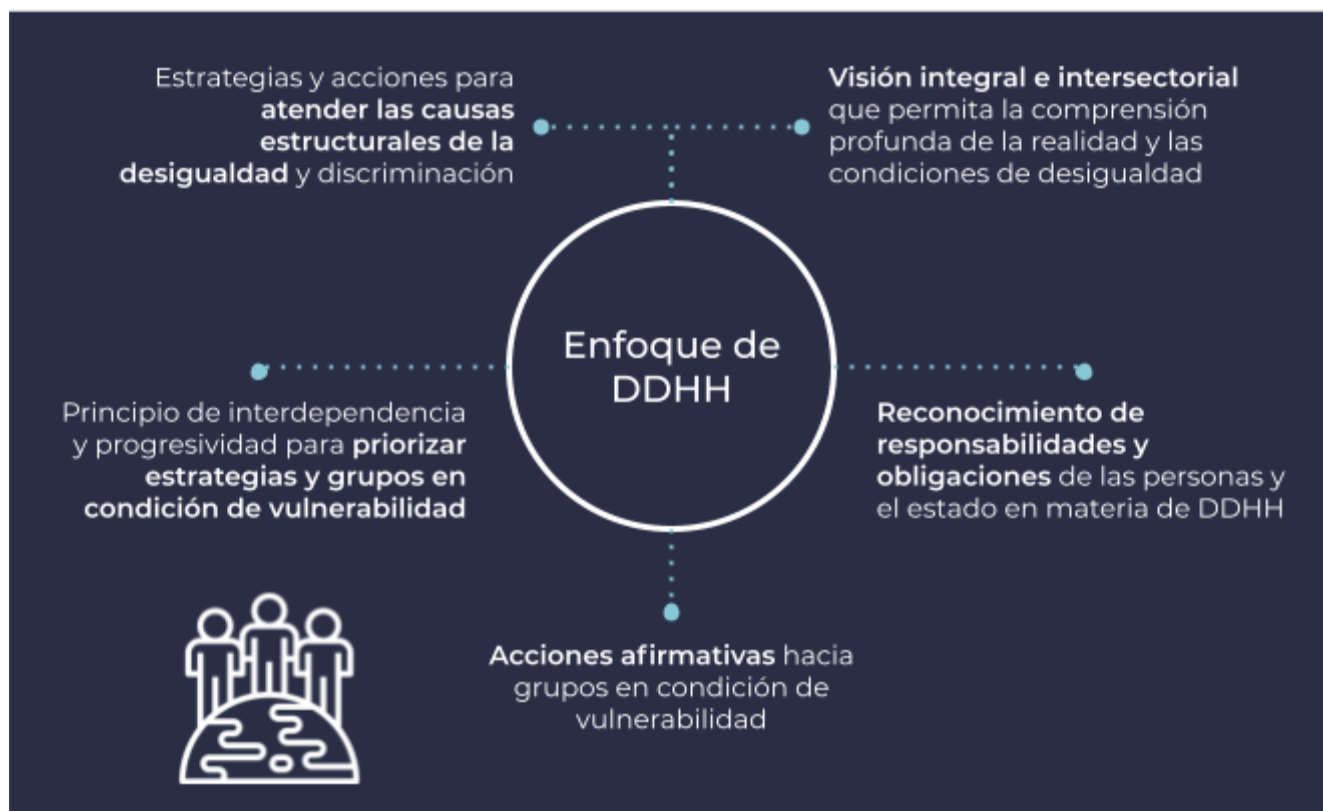 Estrategias y acciones para
atender las causas
estructurales de la
desigualdad y discriminación
Visión integral e intersectorial
que permita la comprensión
profunda de la realidad y las
condiciones de desigualdad
Enfoque de
DDHH
Principio de interdependencia
y progresividad para priorizar
estrategias y grupos en
condición de vulnerabilidad
Reconocimiento de
responsabilidades y
obligaciones de las personas y
el estado en materia de DDHH
Acciones afirmativas hacia
grupos en condición de
vulnerabilidad